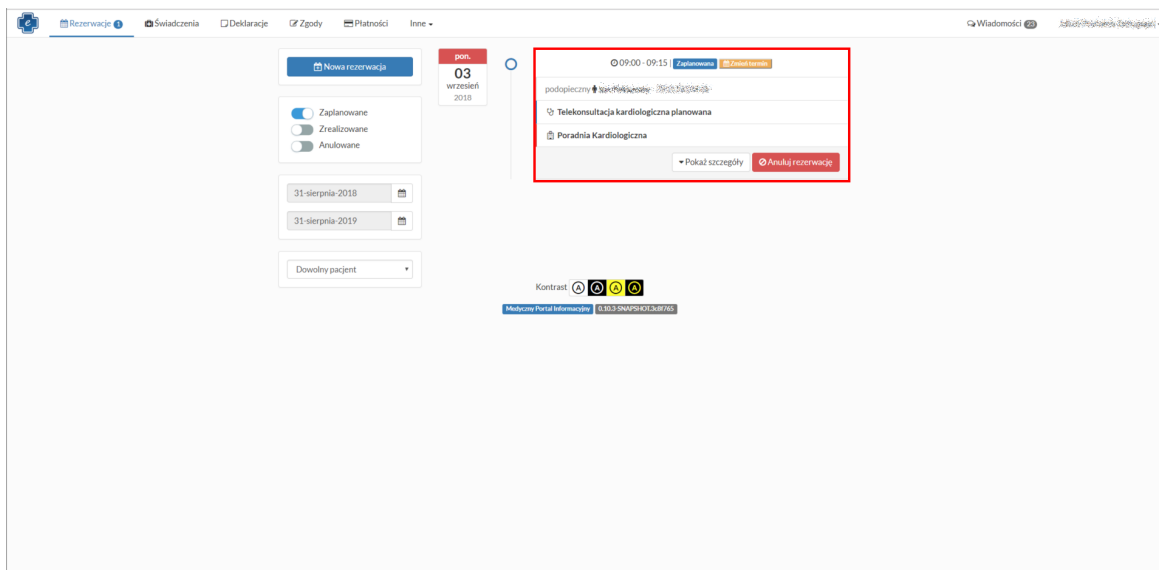 e Rezerwacje 1 Świadczenia Deklaracje Zgody Płatności Inne Wiadomości 23
Nowa rezerwacja
Zaplanowane
Zrealizowane
Anulowane
31-sierpnia-2018
31-sierpnia-2019
Dowolny pacjent
pon.
03
wrzesień
2018
09:00 - 09:15 | Zaplanowana Zmień termin
podopieczny
Telekonsultacja kardiologiczna planowana
Poradnia Kardiologiczna
Pokaż szczegóły Anuluj rezerwację
Kontrast A A A A
Medyczny Portal Informacyjny 0.10.3-SNAPSHOT.3c8f765